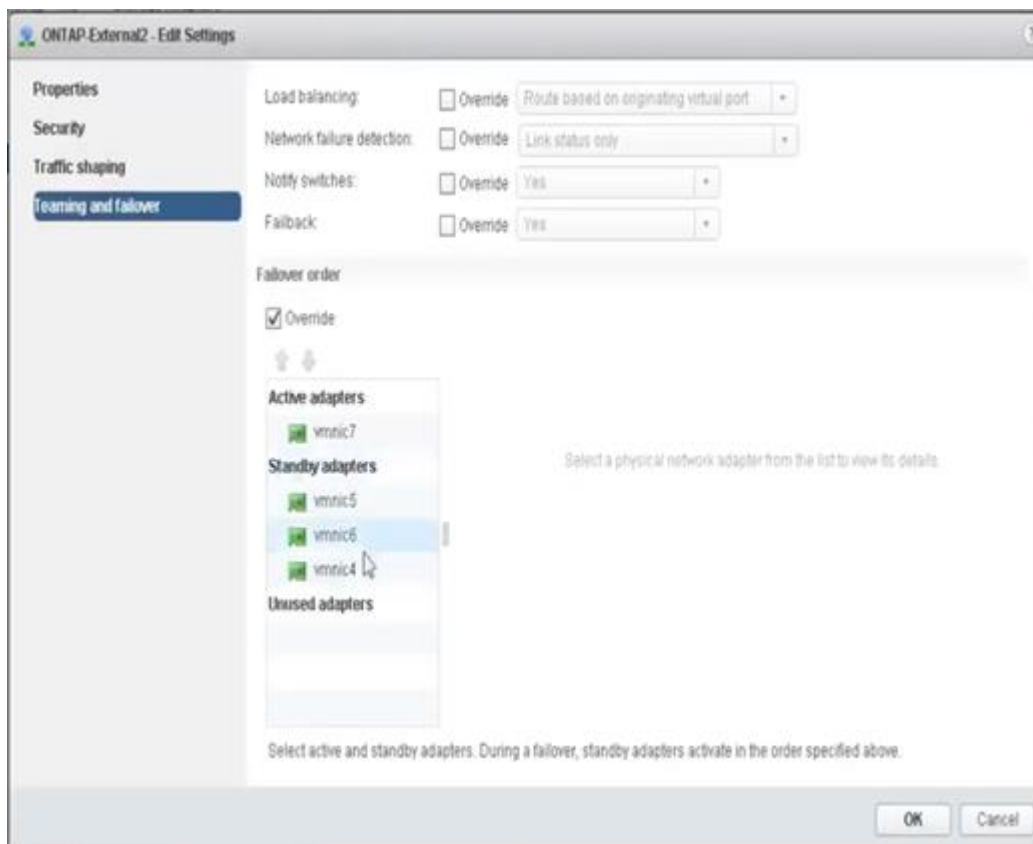 ONTAP-External2 - Edit Settings
Properties
Security
Traffic shaping
Teaming and failover
Load balancing: Override Route based on originating virtual port
Network failure detection: Override Link status only
Notify switches: Override Yes
Failback: Override Yes
Failover order
Override
Active adapters
vmnic7
Standby adapters
vmnic5
vmnic6
vmnic4
Unused adapters
Select a physical network adapter from the list to view its details.
Select active and standby adapters. During a failover, standby adapters activate in the order specified above.
OK Cancel